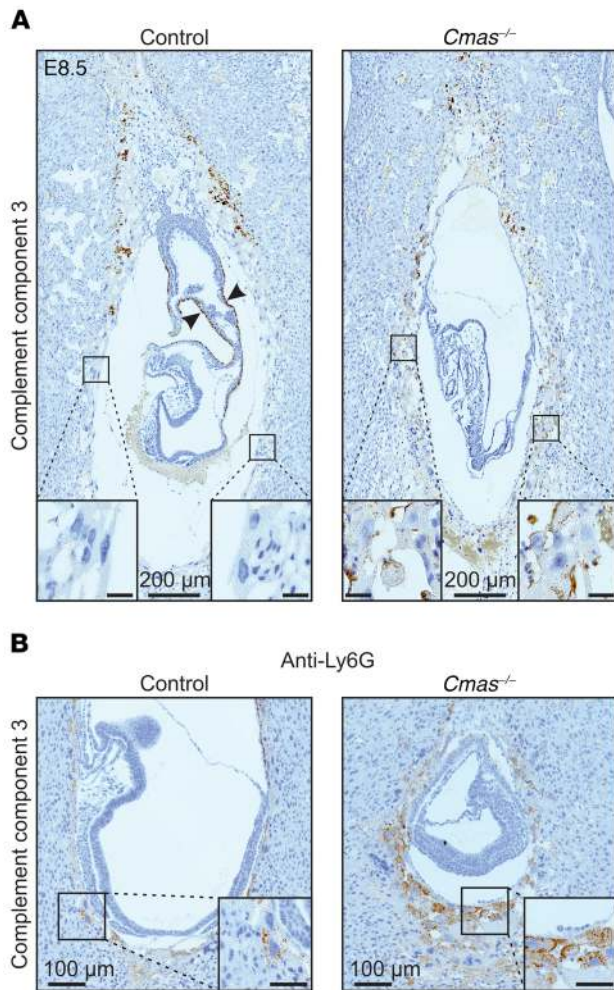 A
Control
Cmas⁻/⁻
E8.5
Complement component 3
200 µm
200 µm
B
Anti-Ly6G
Control
Cmas⁻/⁻
Complement component 3
100 µm
100 µm